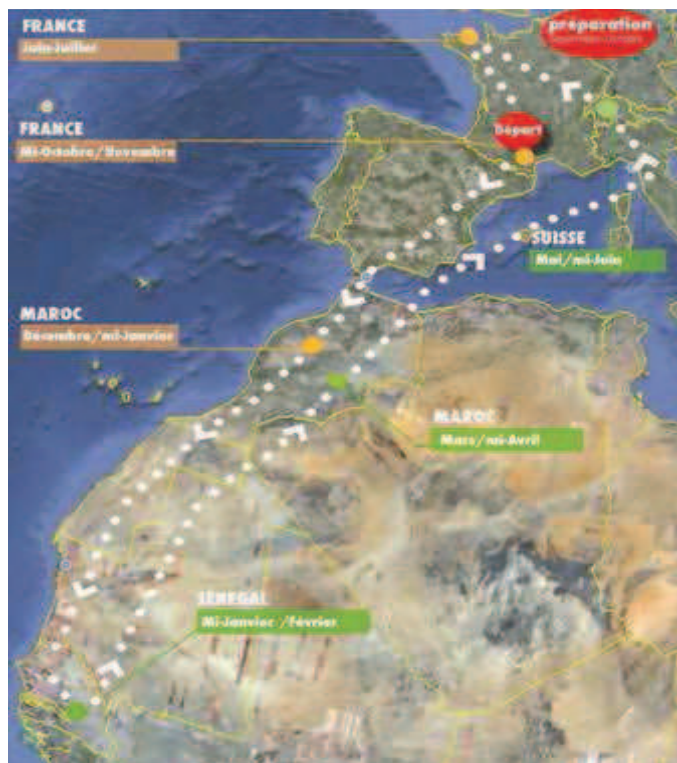 FRANCE
Juin-Juillet
préparation
FRANCE
Mi-Octobre/Novembre
Départ
SUISSE
Mai/mi-Juin
MAROC
Décembre/mi-Janvier
MAROC
Mars/mi-Avril
SÉNÉGAL
Mi-Janvier /Février